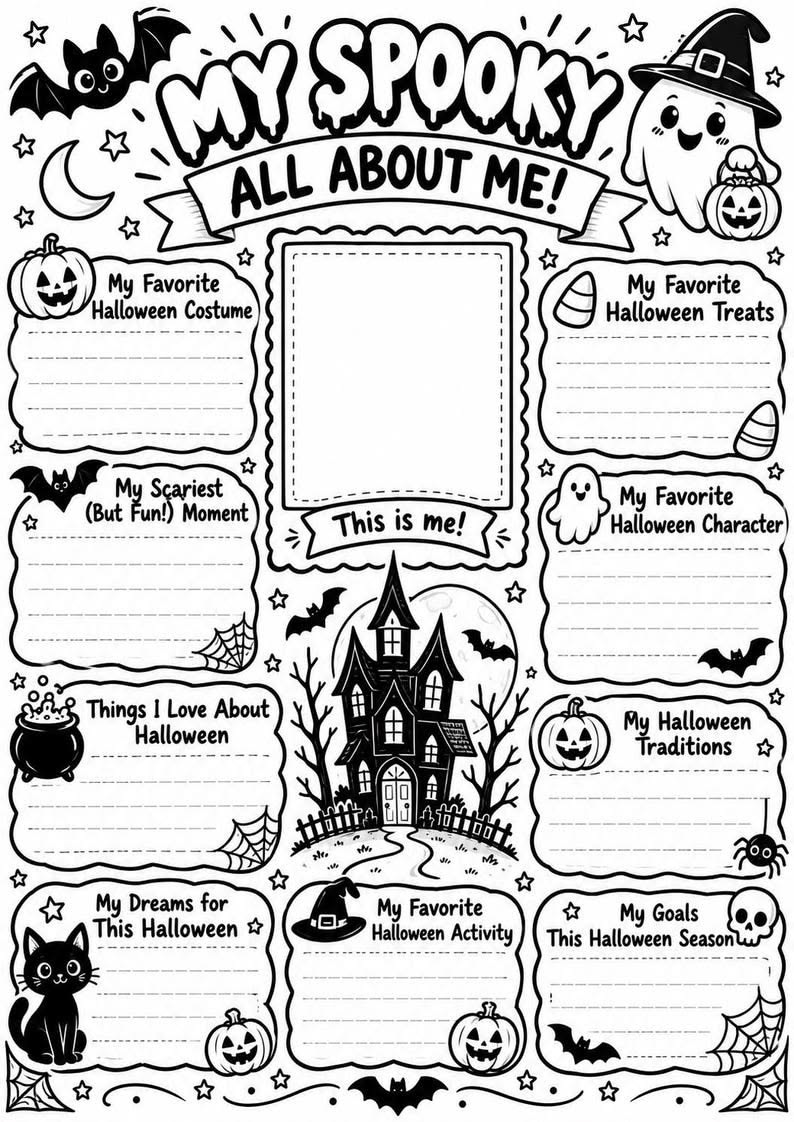 MY SPOOKY
ALL ABOUT ME!
My Favorite
Halloween Costume
My Favorite
Halloween Treats
My Scariest
(But Fun!) Moment
This is me!
My Favorite
Halloween Character
Things I Love About
Halloween
My Halloween
Traditions
My Dreams for
This Halloween
My Favorite
Halloween Activity
My Goals
This Halloween Season